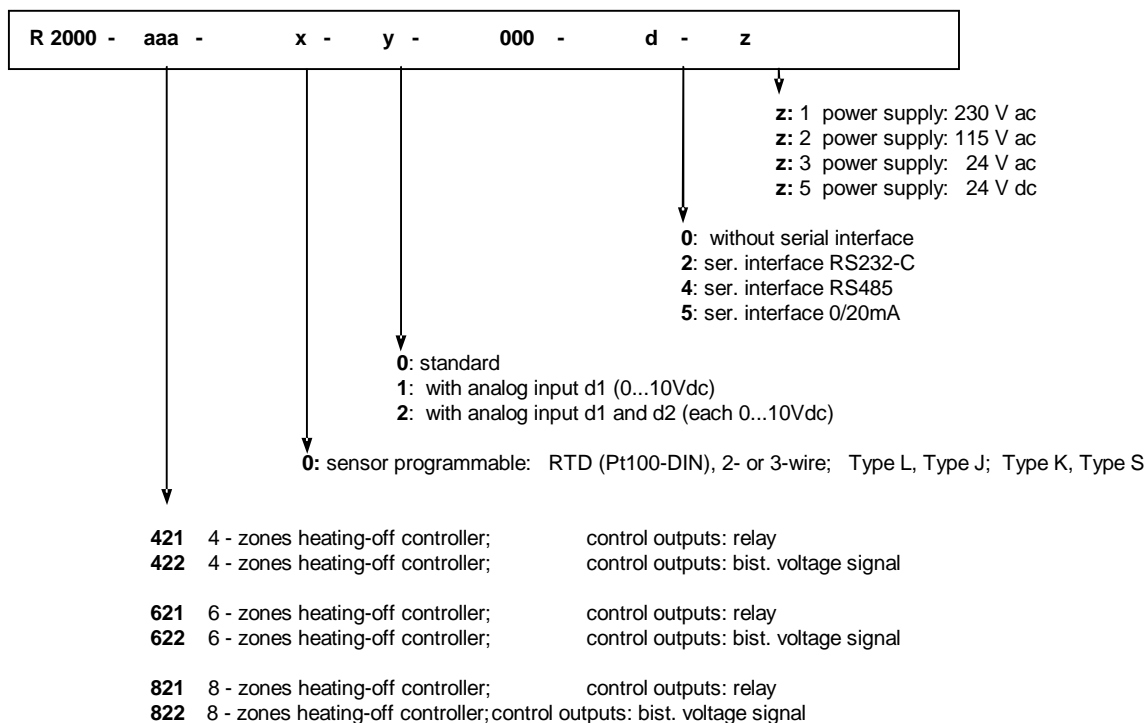 R 2000 - aaa - x - y - 000 - d - z
z: 1 power supply: 230 V ac
z: 2 power supply: 115 V ac
z: 3 power supply: 24 V ac
z: 5 power supply: 24 V dc
0: without serial interface
2: ser. interface RS232-C
4: ser. interface RS485
5: ser. interface 0/20mA
0: standard
1: with analog input d1 (0...10Vdc)
2: with analog input d1 and d2 (each 0...10Vdc)
0: sensor programmable: RTD (Pt100-DIN), 2- or 3-wire; Type L, Type J; Type K, Type S
421 4 - zones heating-off controller; control outputs: relay
422 4 - zones heating-off controller; control outputs: bist. voltage signal
621 6 - zones heating-off controller; control outputs: relay
622 6 - zones heating-off controller; control outputs: bist. voltage signal
821 8 - zones heating-off controller; control outputs: relay
822 8 - zones heating-off controller;control outputs: bist. voltage signal